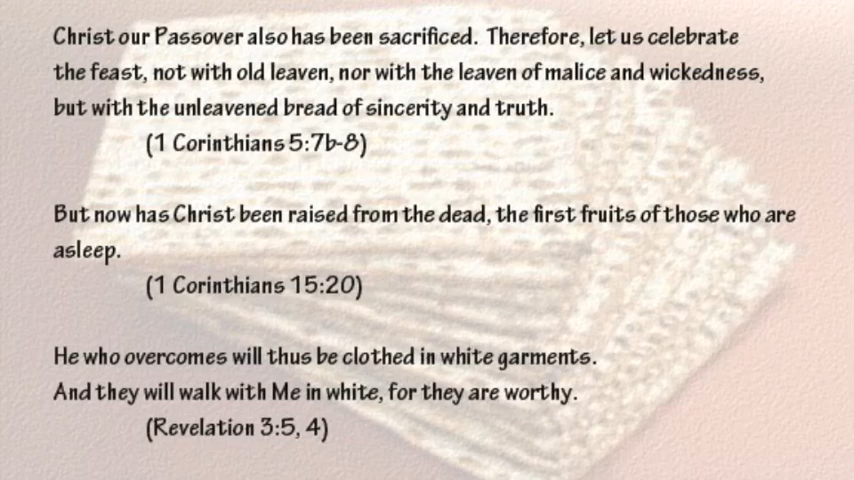 Christ our Passover also has been sacrificed. Therefore, let us celebrate
the feast, not with old leaven, nor with the leaven of malice and wickedness,
but with the unleavened bread of sincerity and truth.
(1 Corinthians 5:7b-8)
But now has Christ been raised from the dead, the first fruits of those who are
asleep.
(1 Corinthians 15:20)
He who overcomes will thus be clothed in white garments.
And they will walk with Me in white, for they are worthy.
(Revelation 3:5, 4)